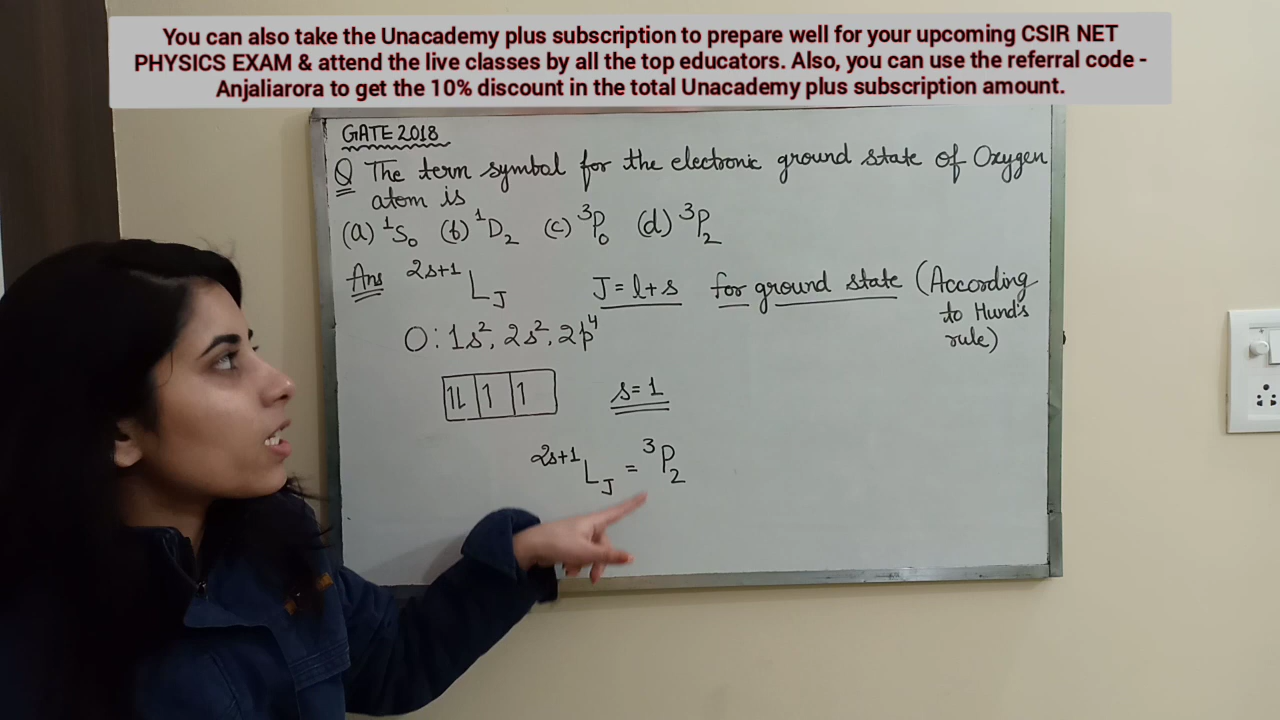 You can also take the Unacademy plus subscription to prepare well for your upcoming CSIR NET
PHYSICS EXAM & attend the live classes by all the top educators. Also, you can use the referral code -
Anjaliarora to get the 10% discount in the total Unacademy plus subscription amount.
GATE 2018
Q The term symbol for the electronic ground state of Oxygen
atom is
(a) ¹S₀ (b) ¹D₂ (c) ³P₀ (d) ³P₂
Ans 2s+1 L J J = l + s for ground state (According
to Hund's
rule)
O : 1s², 2s², 2p⁴
1L 1 1 s = 1
2s+1 L J = ³P₂